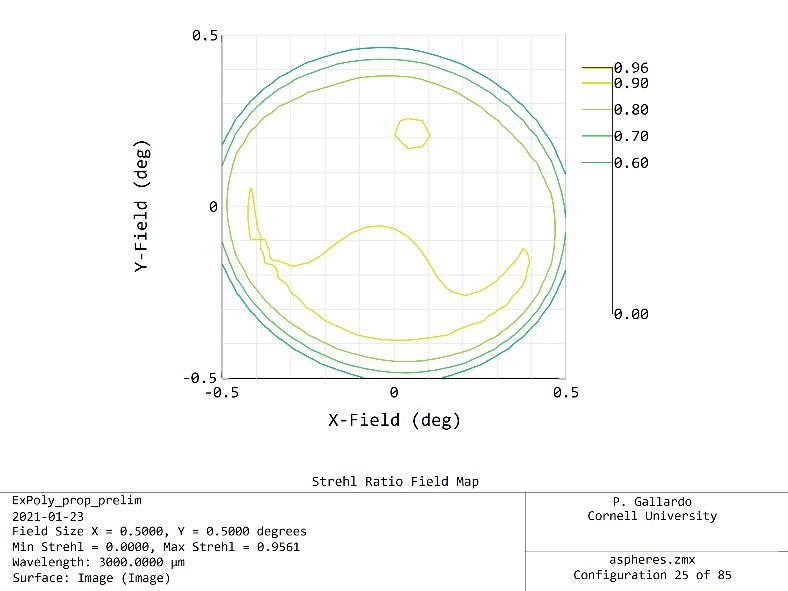 0.5
0
-0.5
Y-Field (deg)
-0.5 0 0.5
X-Field (deg)
0.96
0.90
0.80
0.70
0.60
0.00
Strehl Ratio Field Map
ExPoly_prop_prelim
2021-01-23
Field Size X = 0.5000, Y = 0.5000 degrees
Min Strehl = 0.0000, Max Strehl = 0.9561
Wavelength: 3000.0000 µm
Surface: Image (Image)
P. Gallardo
Cornell University
aspheres.zmx
Configuration 25 of 85